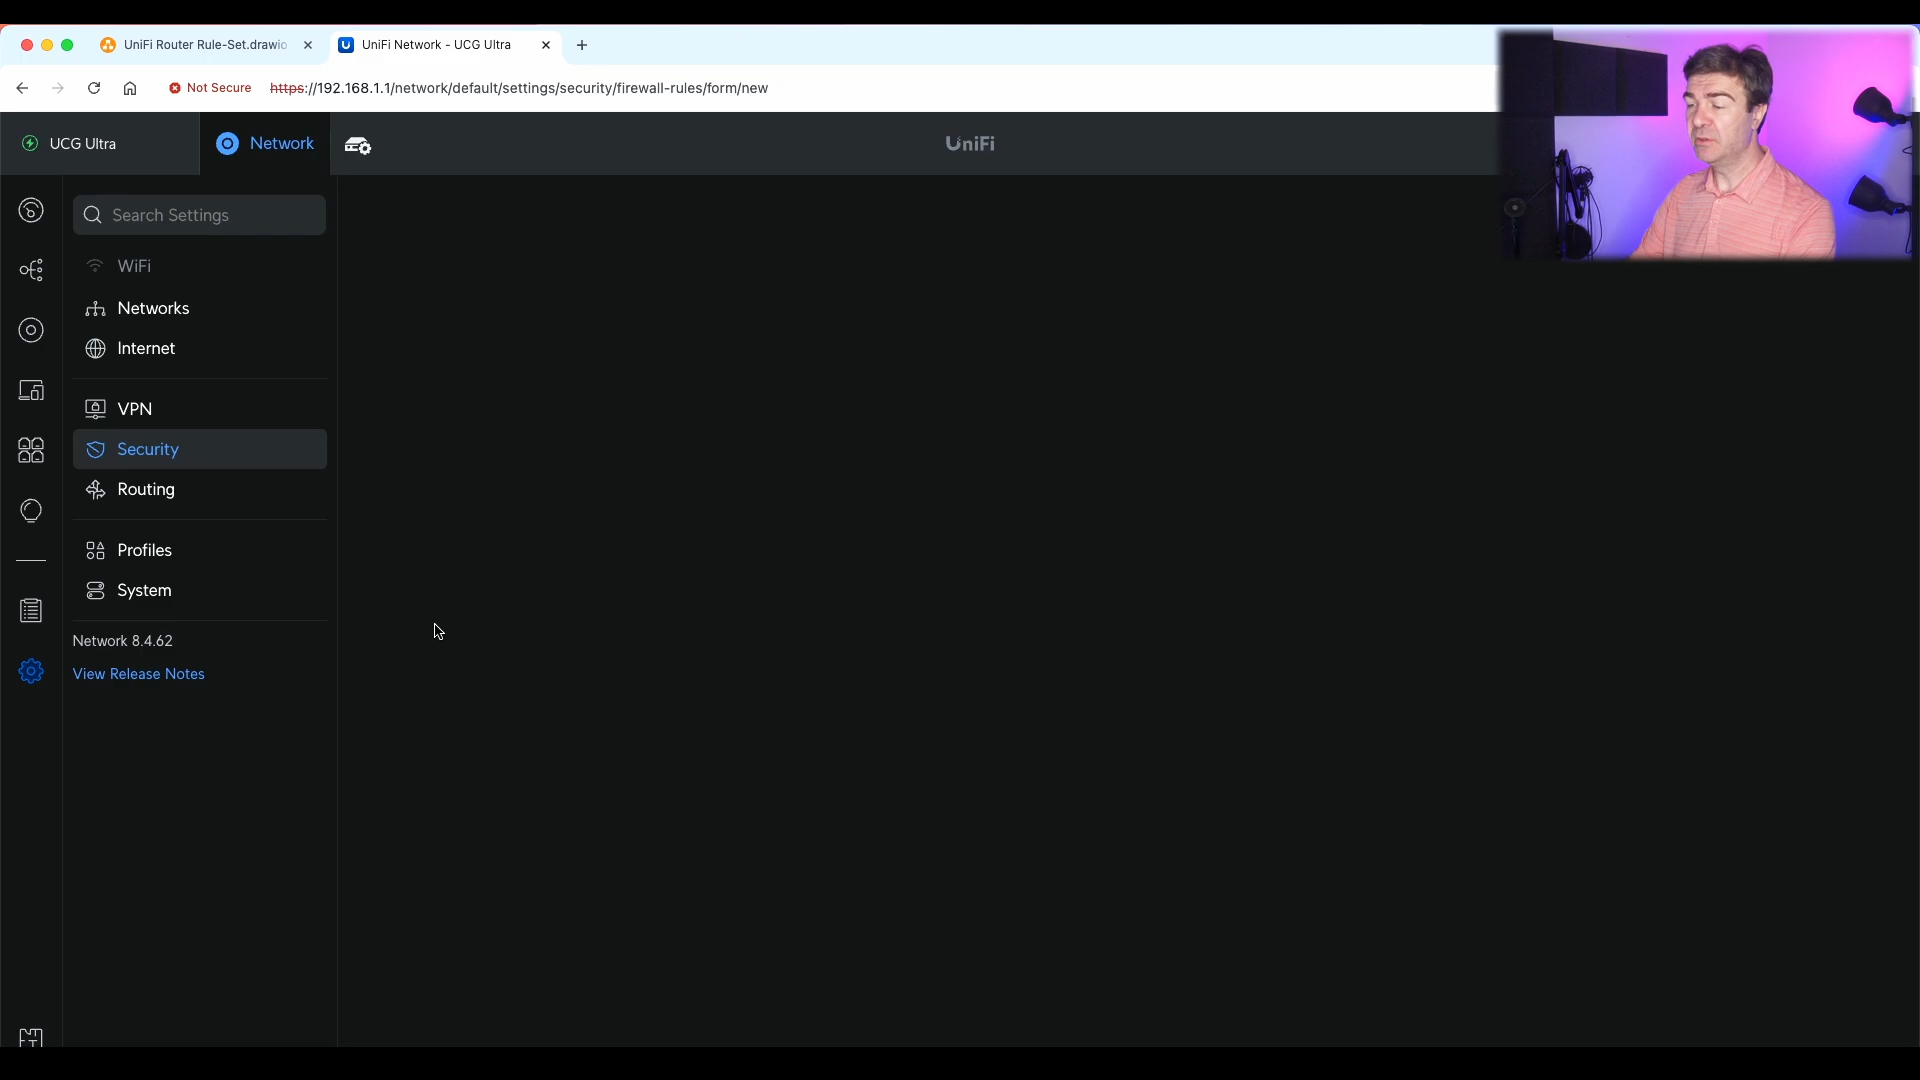 UniFi Router Rule-Set.drawio
UniFi Network - UCG Ultra
Not Secure
https://192.168.1.1/network/default/settings/security/firewall-rules/form/new
UCG Ultra
Network
UniFi
Search Settings
WiFi
Networks
Internet
VPN
Security
Routing
Profiles
System
Network 8.4.62
View Release Notes